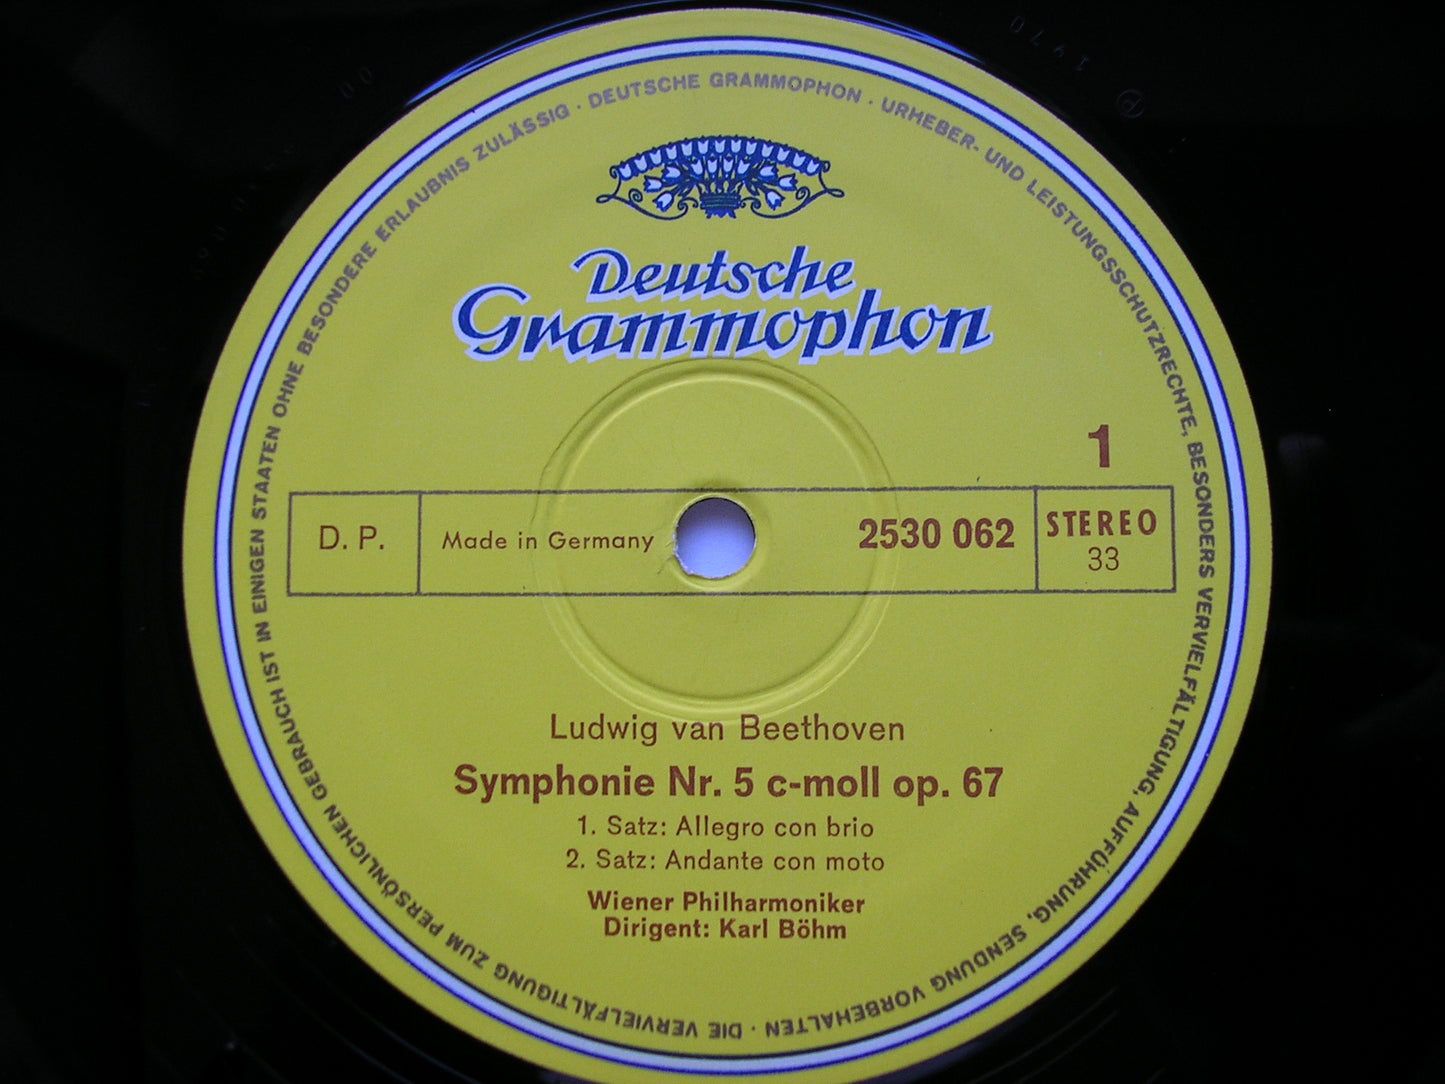 DEUTSCHE GRAMMOPHON · URHEBER- UND LEISTUNGSSCHUTZRECHTE, BESONDERS VERVIELFÄLTIGUNG, AUFFÜHRUNG, SENDUNG VORBEHALTEN · DIE VERVIELFÄLTIGUNG ZUM PERSÖNLICHEN GEBRAUCH IST IN EINIGEN STAATEN OHNE BESONDERE ERLAUBNIS ZULÄSSIG ·
Deutsche
Grammophon
1
D. P.
Made in Germany
2530 062
STEREO
33
Ludwig van Beethoven
Symphonie Nr. 5 c-moll op. 67
1. Satz: Allegro con brio
2. Satz: Andante con moto
Wiener Philharmoniker
Dirigent: Karl Böhm
℗ 1970